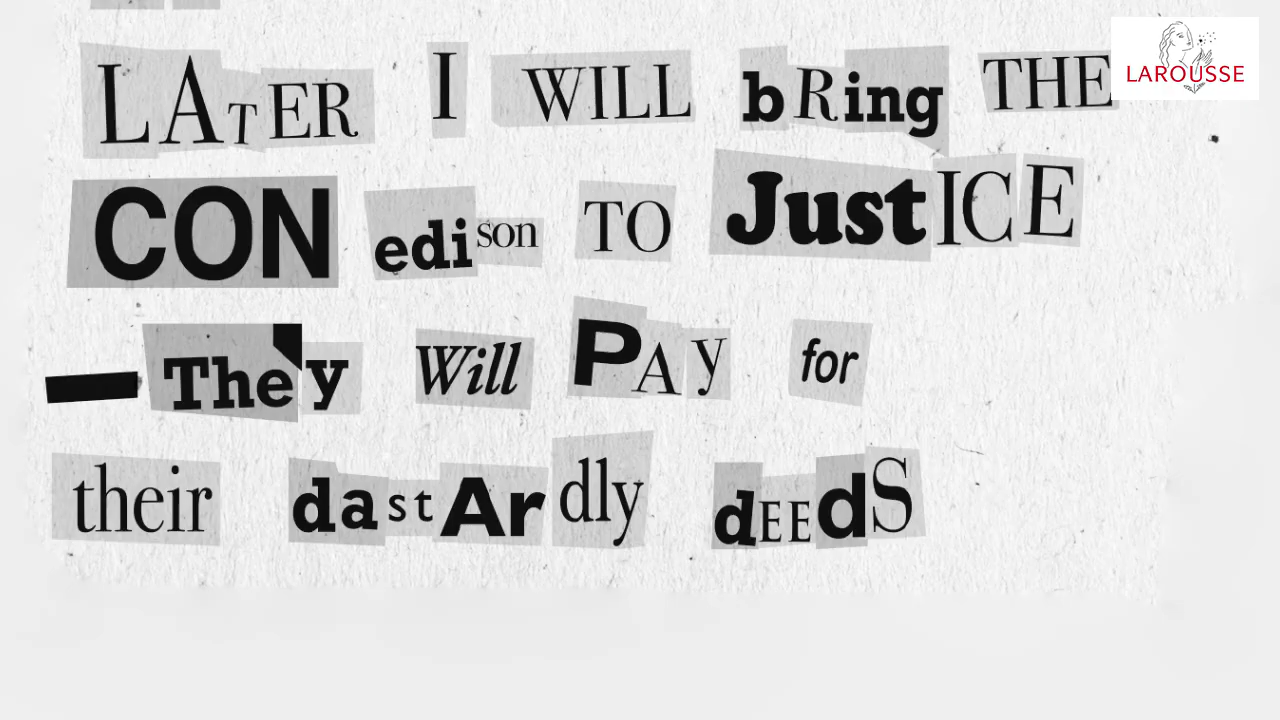 LATER I WILL bRing THE
LAROUSSE
CON edison TO JustICE
— They Will PAy for
their dastArdly dEEdS